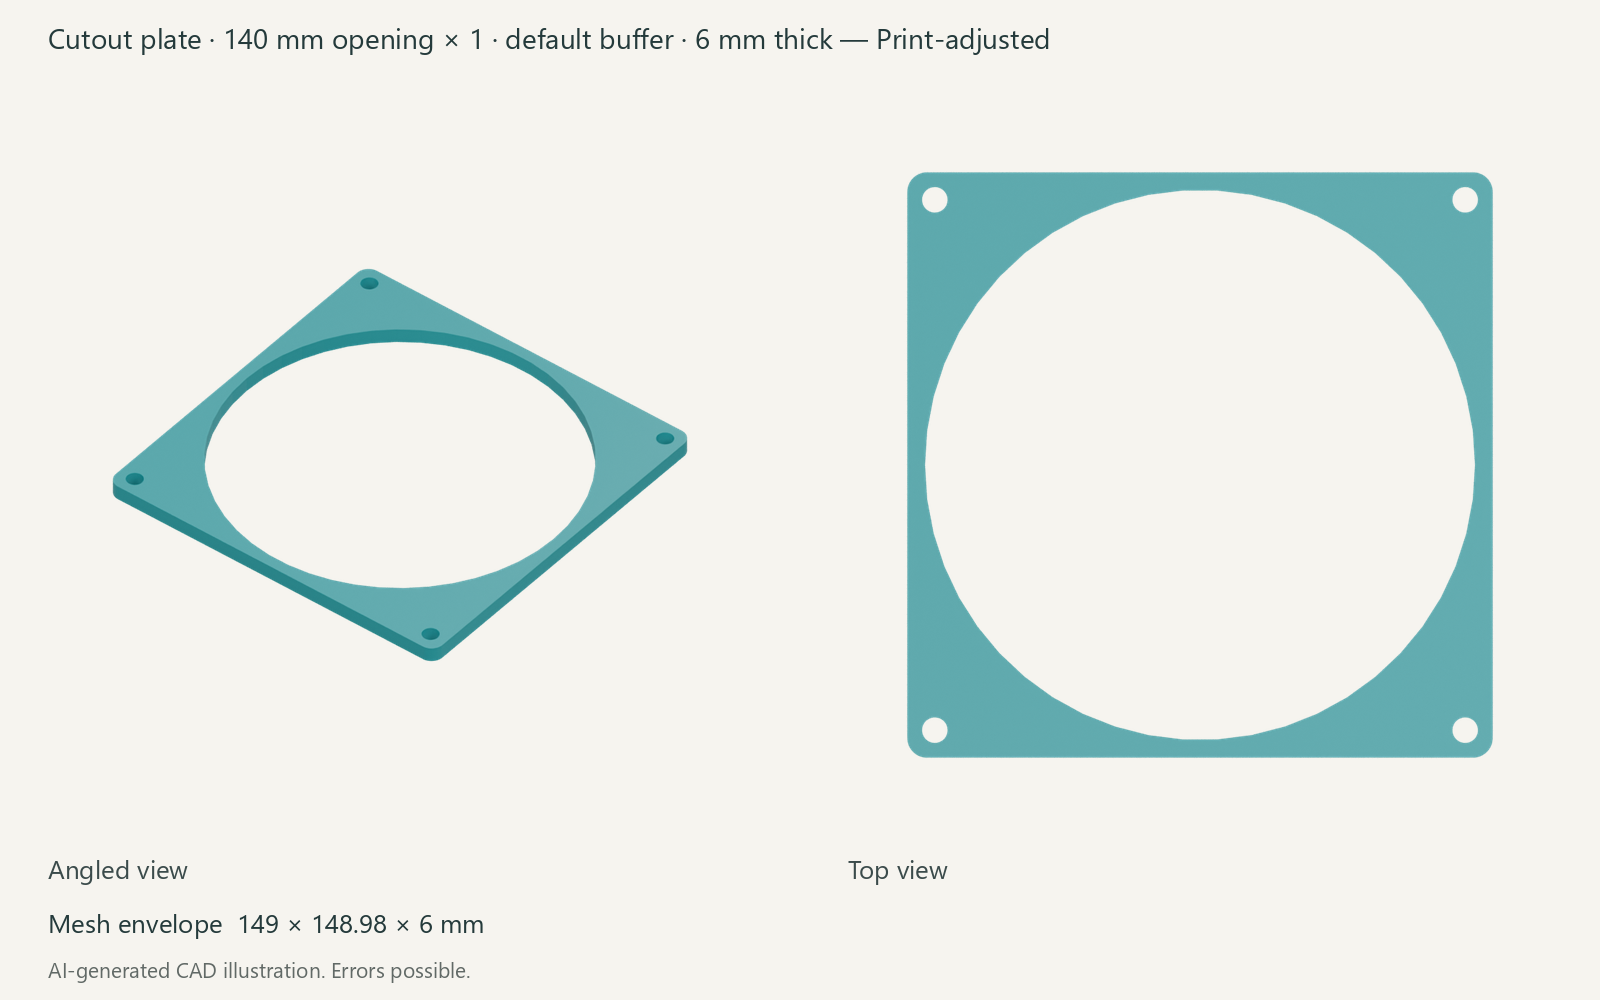 Cutout plate · 140 mm opening × 1 · default buffer · 6 mm thick — Print-adjusted
Angled view
Top view
Mesh envelope  149 × 148.98 × 6 mm
AI-generated CAD illustration. Errors possible.